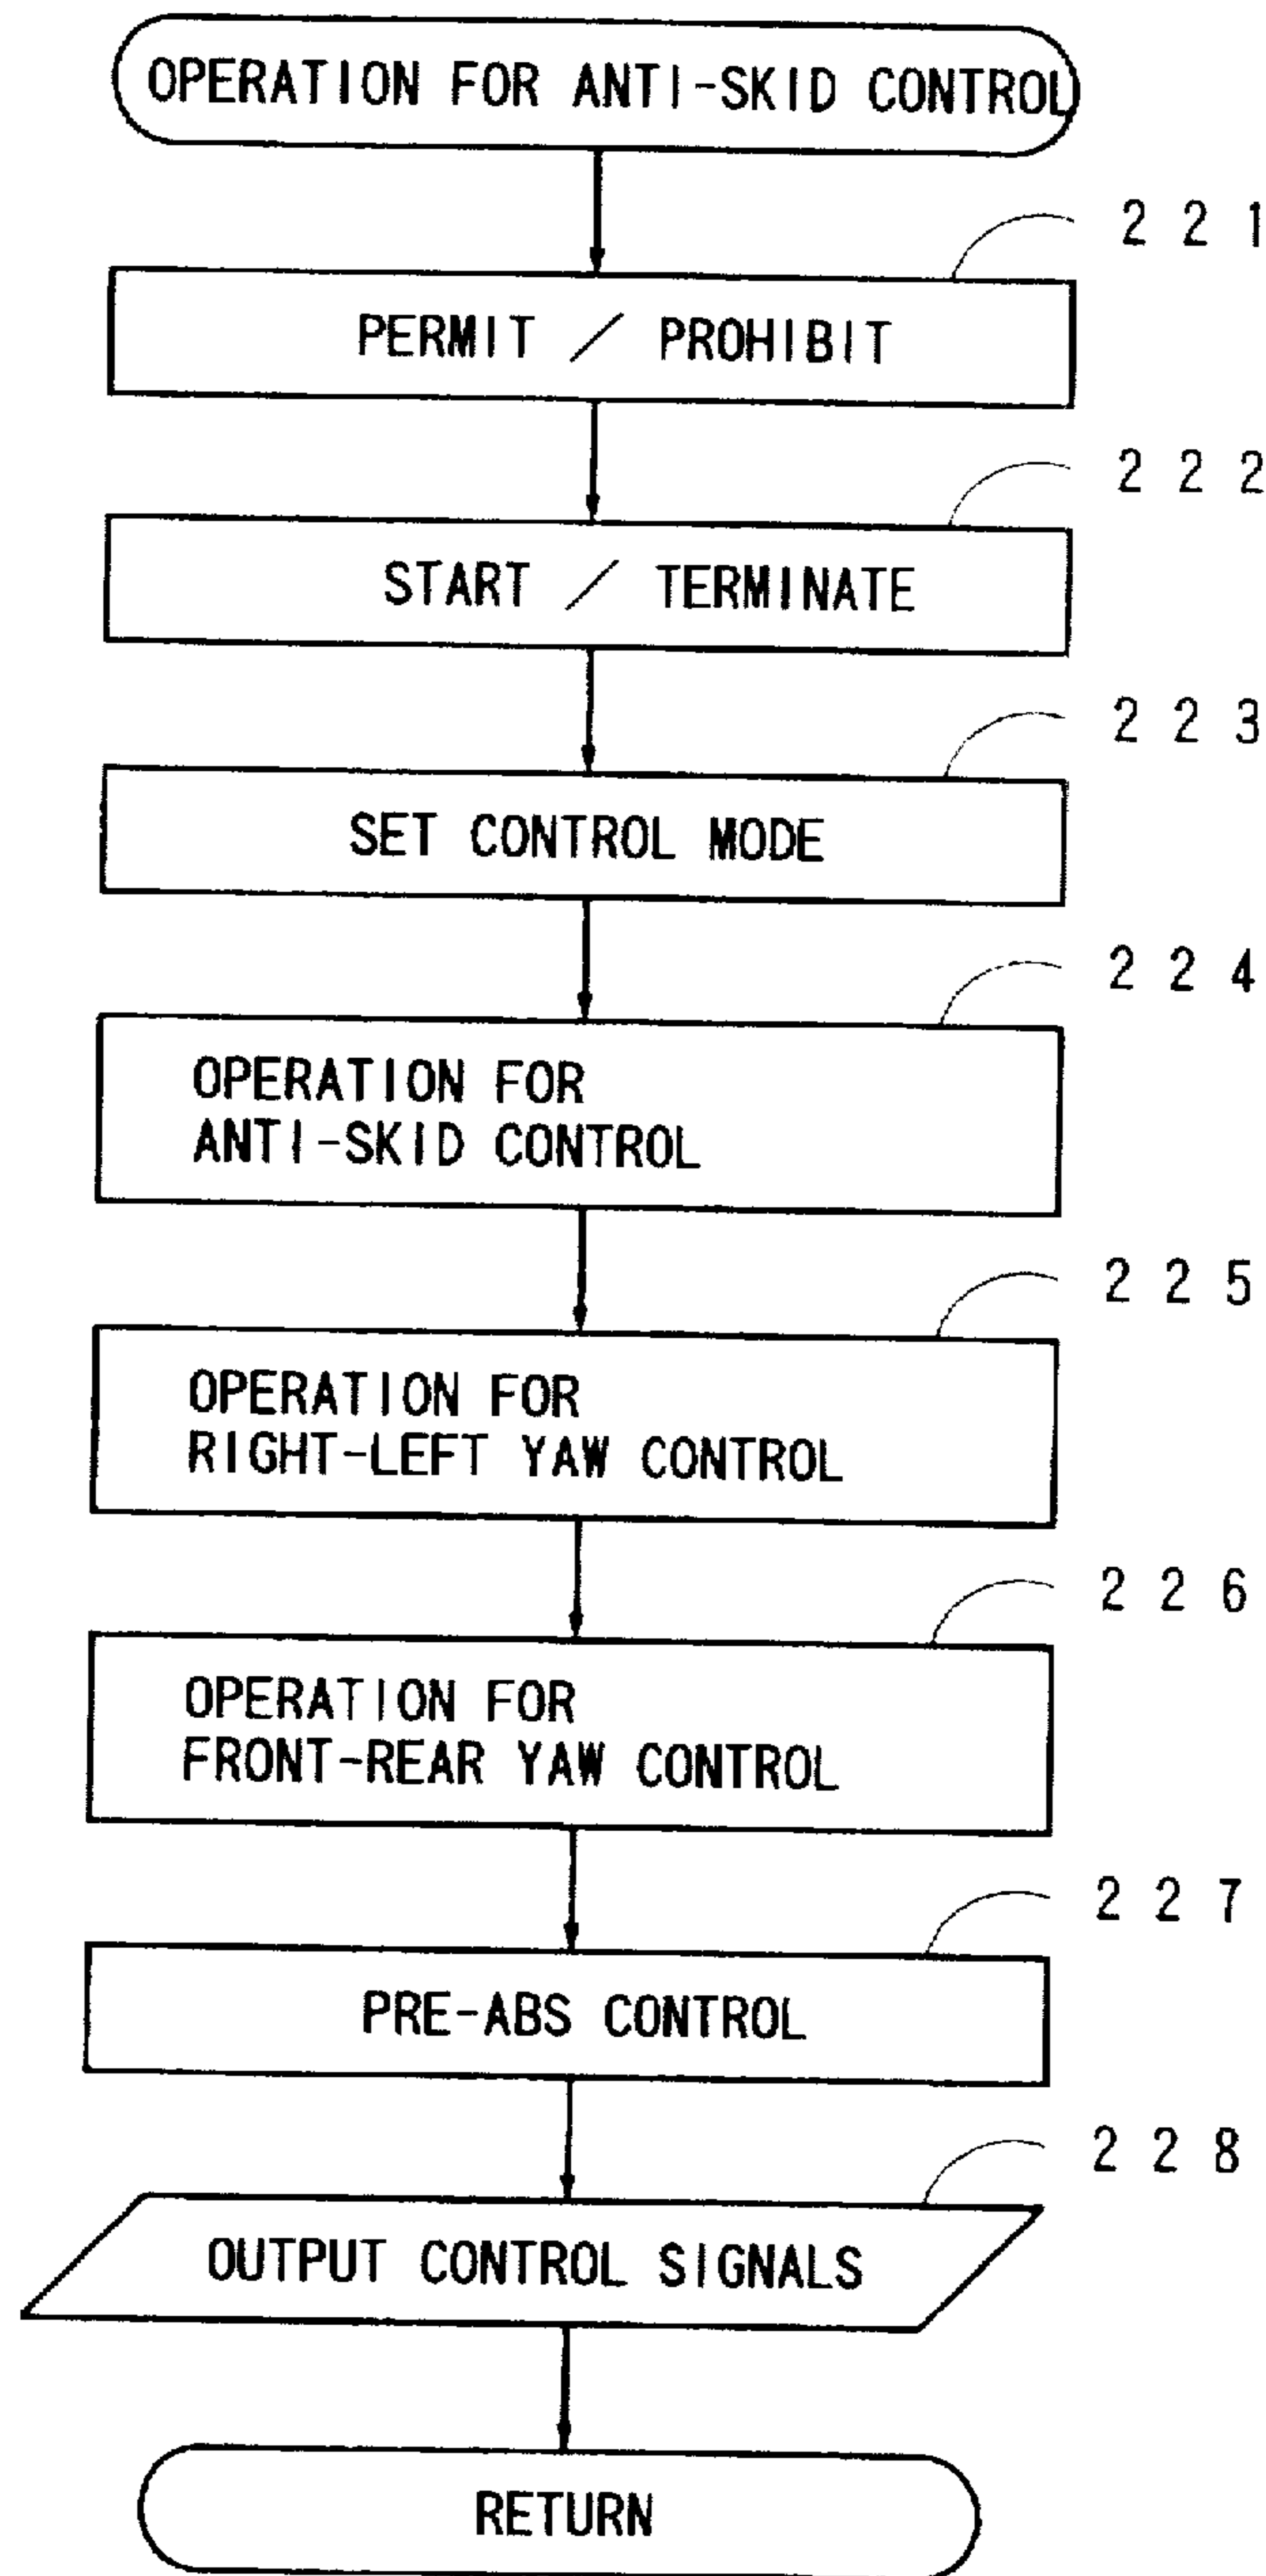 OPERATION FOR ANTI-SKID CONTROL
221
PERMIT / PROHIBIT
222
START / TERMINATE
223
SET CONTROL MODE
224
OPERATION FOR
ANTI-SKID CONTROL
225
OPERATION FOR
RIGHT-LEFT YAW CONTROL
226
OPERATION FOR
FRONT-REAR YAW CONTROL
227
PRE-ABS CONTROL
228
OUTPUT CONTROL SIGNALS
RETURN